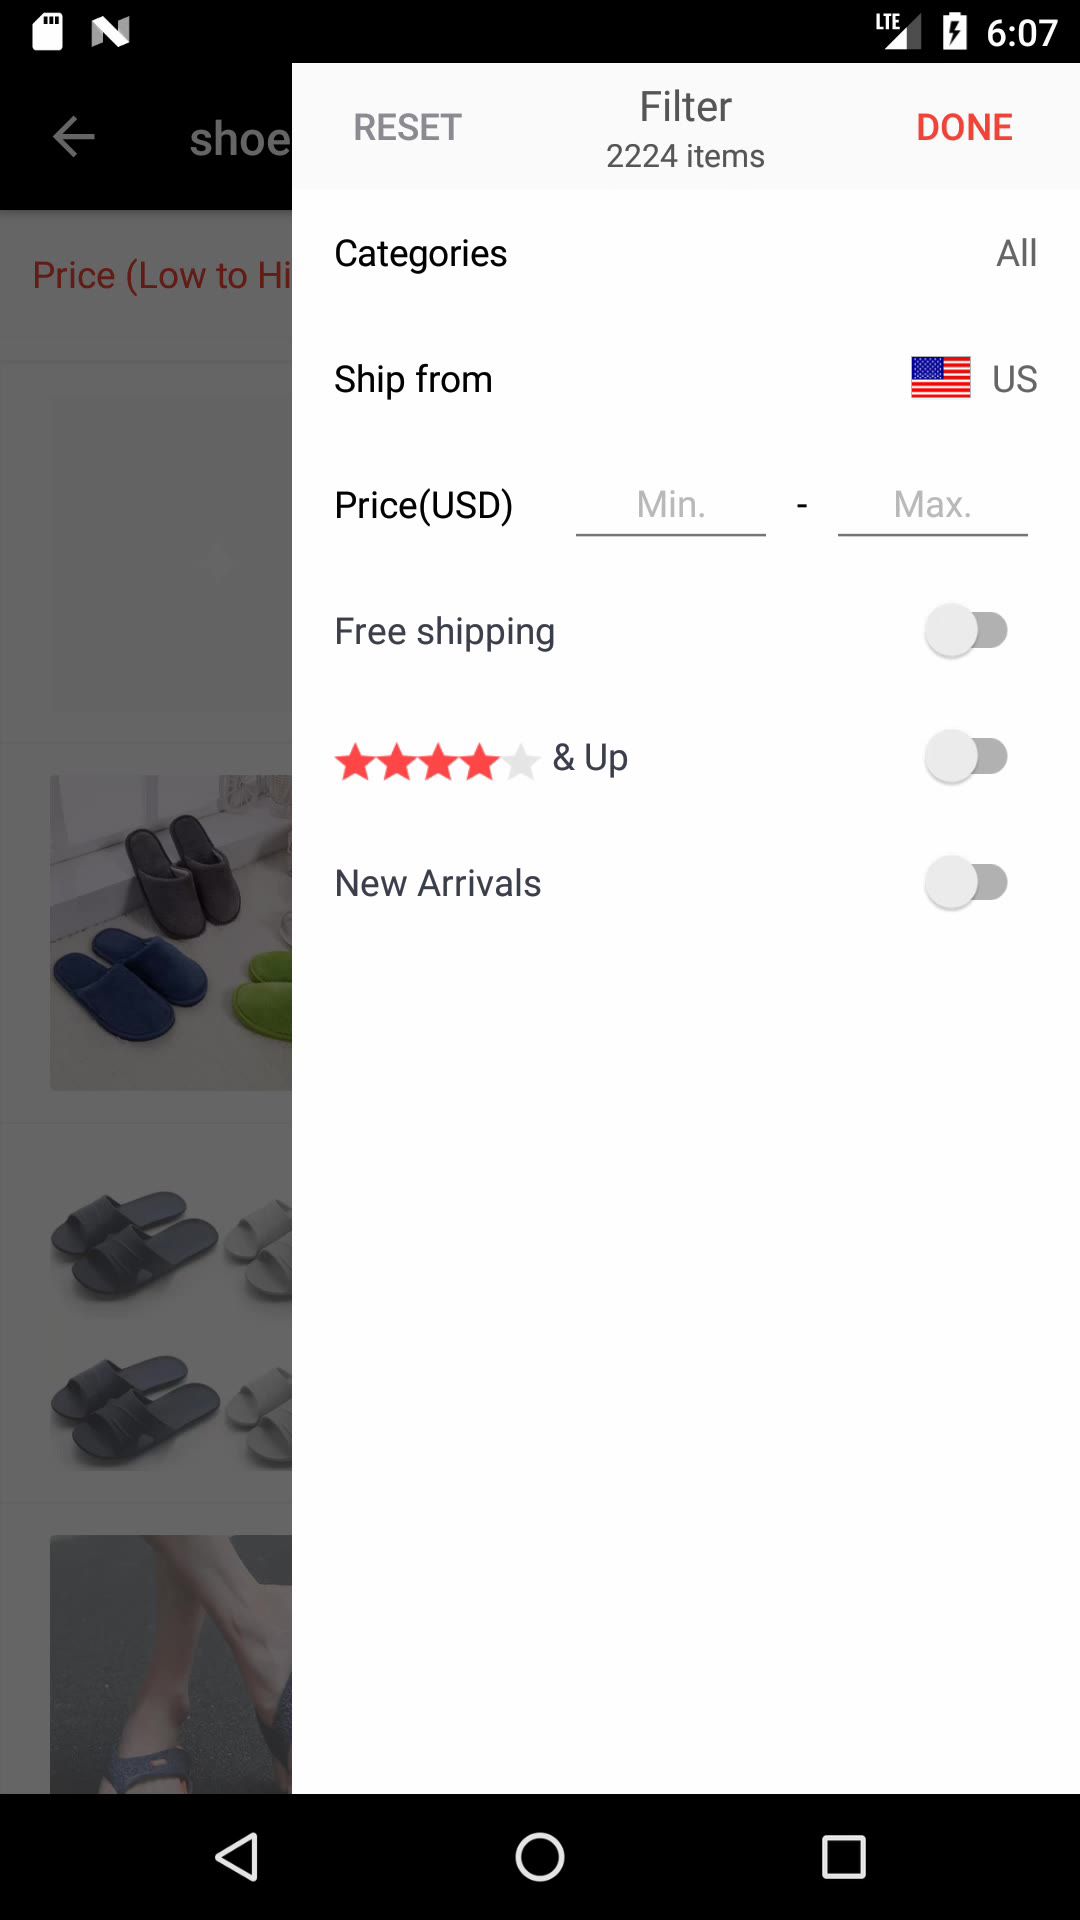 LTE 6:07
shoe
RESET
Filter
DONE
2224 items
Price (Low to Hi
Categories
All
Ship from
US
Price(USD)
Min. - Max.
Free shipping
& Up
New Arrivals